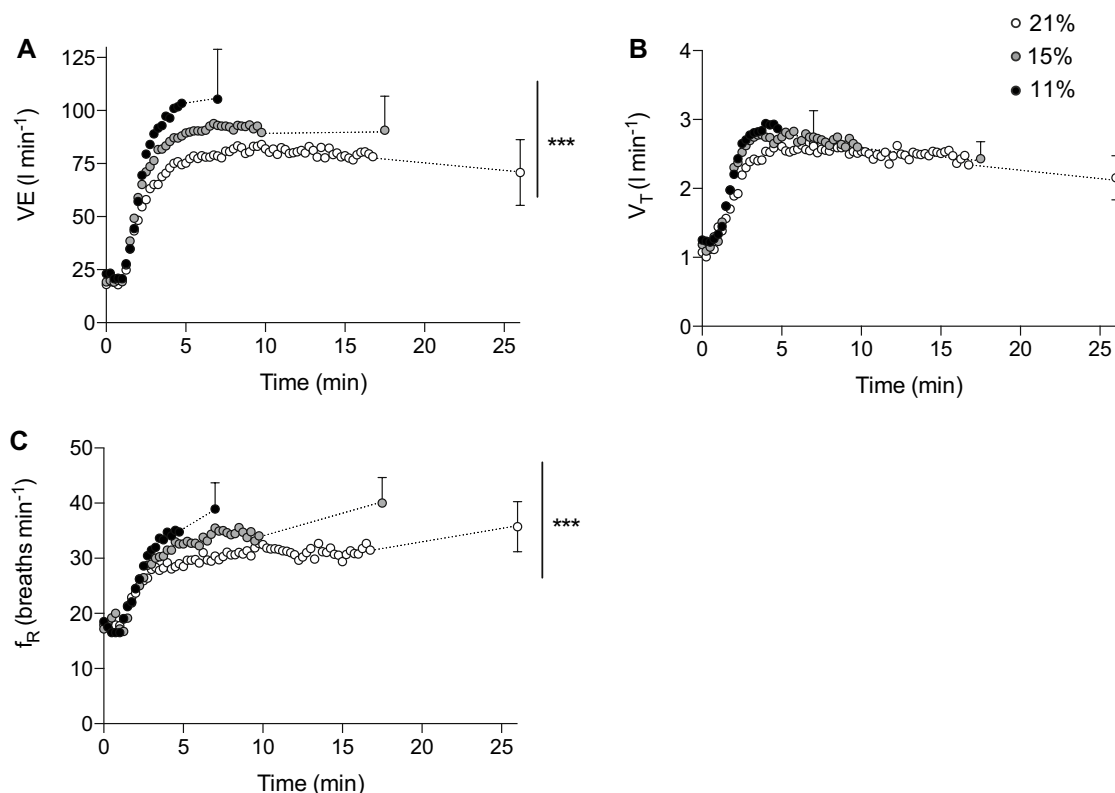 A
VE (l min⁻¹)
125
100
75
50
25
0
0 5 10 15 20 25
Time (min)
***
B
V_T (l min⁻¹)
4
3
2
1
0
0 5 10 15 20 25
Time (min)
21%
15%
11%
C
f_R (breaths min⁻¹)
50
40
30
20
10
0
0 5 10 15 20 25
Time (min)
***